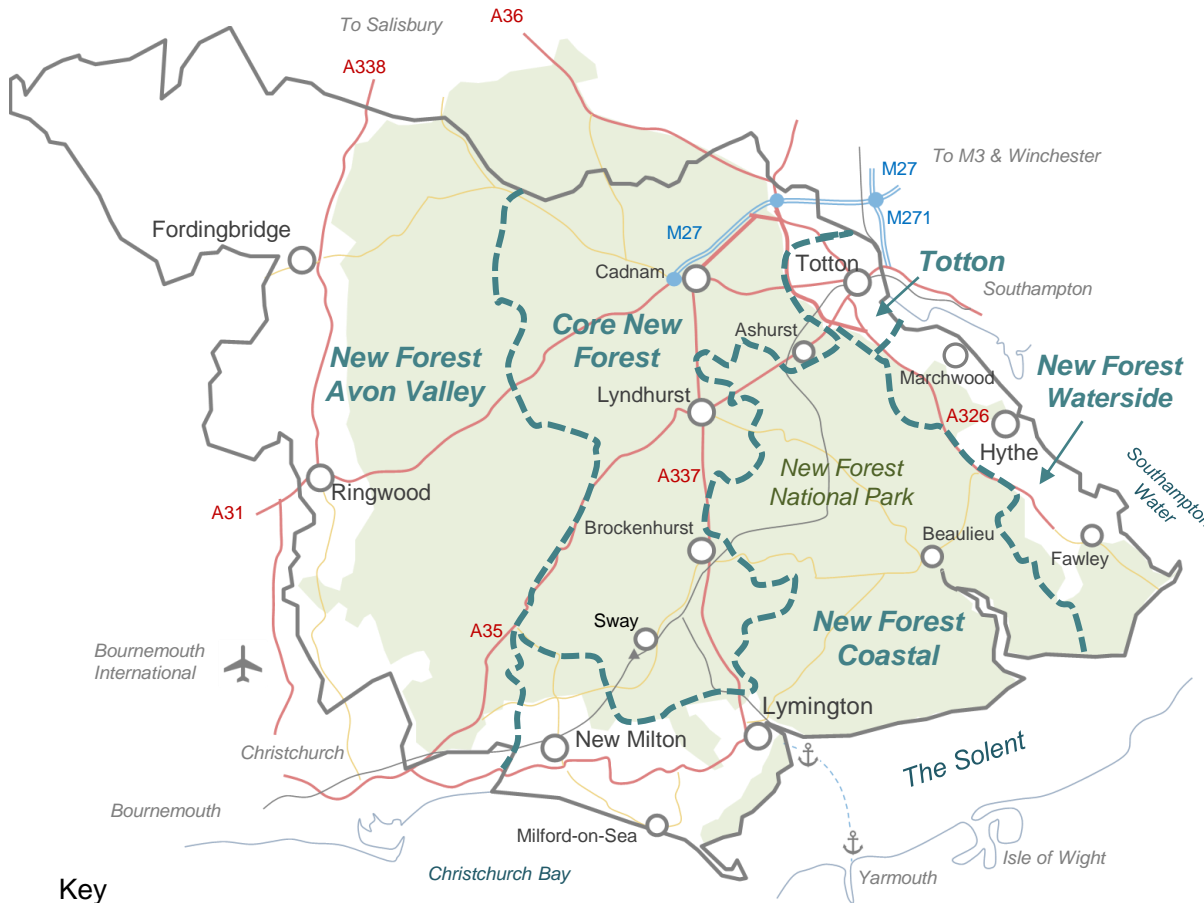 To Salisbury
A36
A338
To M3 & Winchester
M27
M271
M27
Fordingbridge
Cadnam
Totton
Totton
Southampton
Core New
Forest
Ashurst
New Forest
Avon Valley
Marchwood
New Forest
Waterside
Lyndhurst
A326
Hythe
Southampton
Water
New Forest
National Park
A337
Ringwood
A31
Brockenhurst
Beaulieu
Fawley
Sway
A35
New Forest
Coastal
Bournemouth
International
Lymington
New Milton
Christchurch
The Solent
Bournemouth
Milford-on-Sea
Isle of Wight
Christchurch Bay
Yarmouth
Key